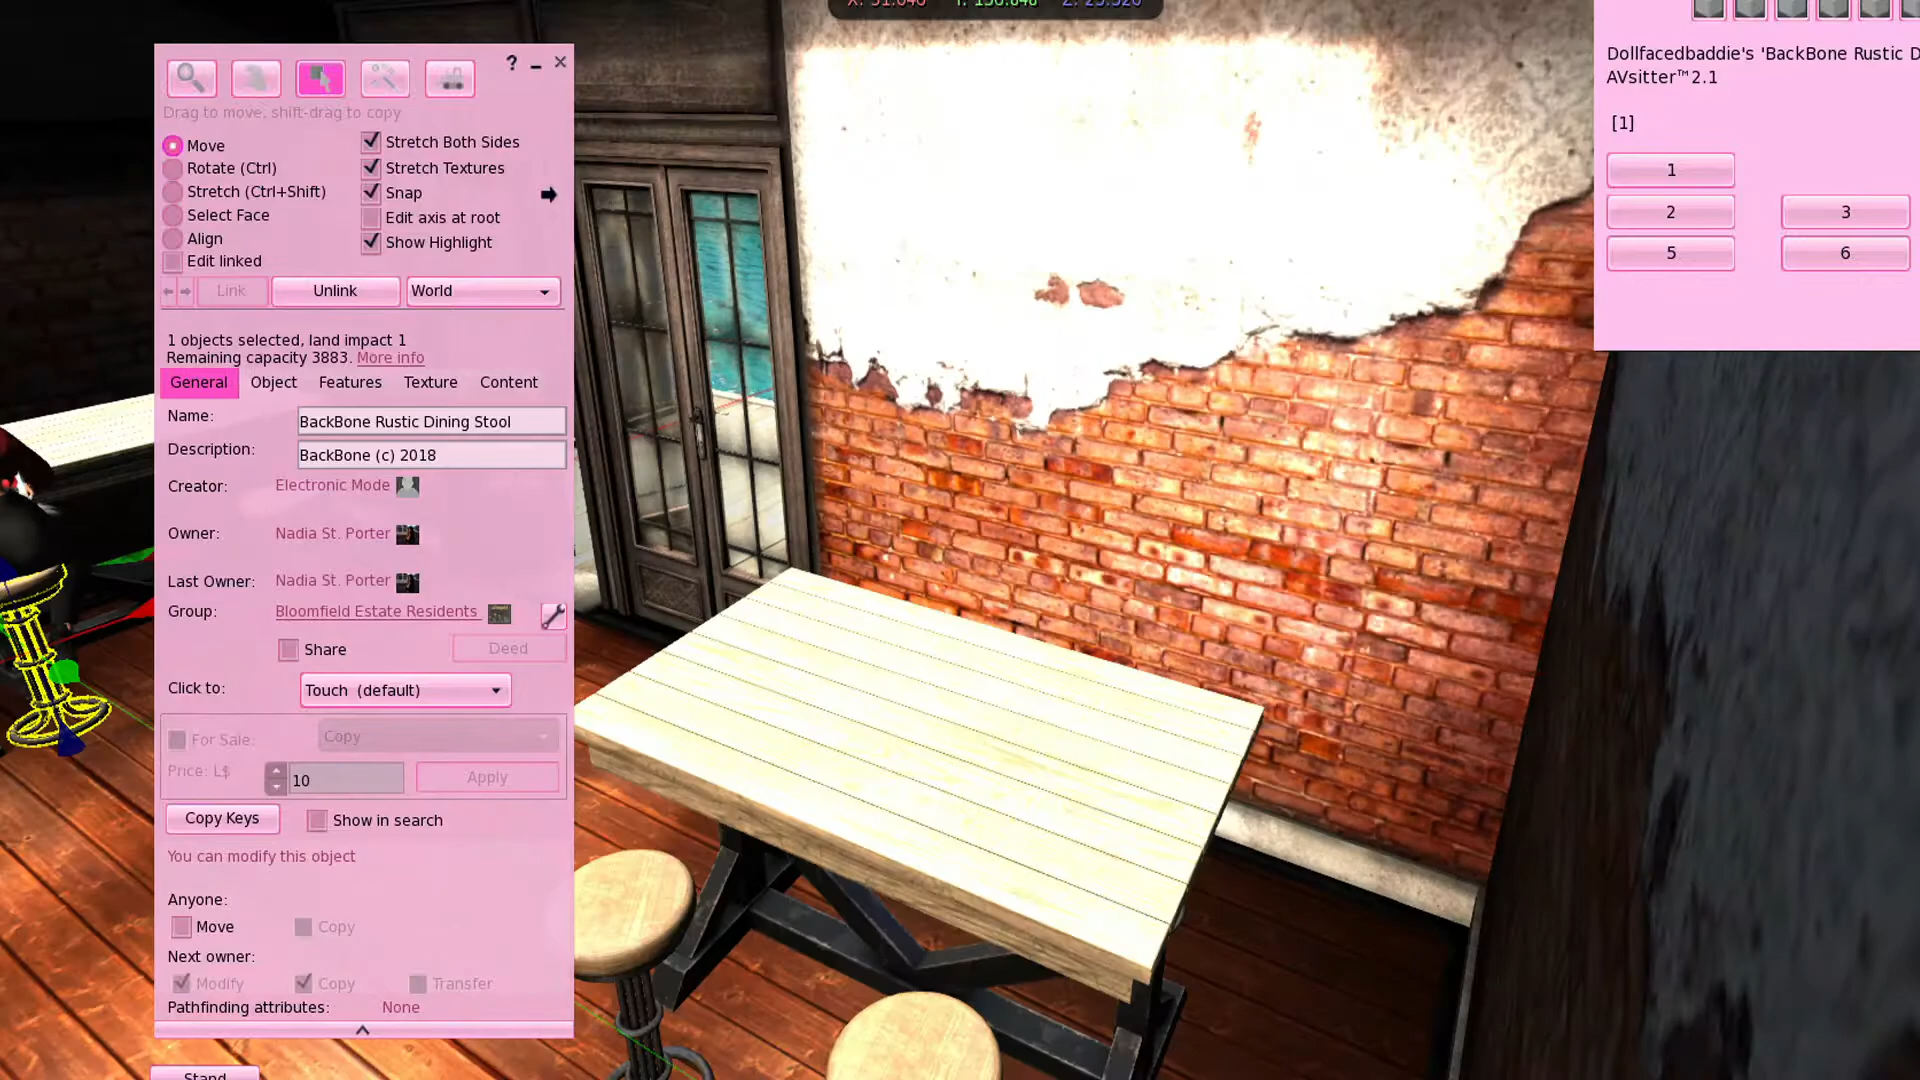 X: 51.040 Y: 130.848 Z: 25.520
?
Drag to move, shift-drag to copy
Move
Rotate (Ctrl)
Stretch (Ctrl+Shift)
Select Face
Align
Edit linked
Stretch Both Sides
Stretch Textures
Snap
Edit axis at root
Show Highlight
Link
Unlink
World
1 objects selected, land impact 1
Remaining capacity 3883. More info
General Object Features Texture Content
Name: BackBone Rustic Dining Stool
Description: BackBone (c) 2018
Creator: Electronic Mode
Owner: Nadia St. Porter
Last Owner: Nadia St. Porter
Group: Bloomfield Estate Residents
Share Deed
Click to: Touch (default)
For Sale: Copy
Price: L$ 10 Apply
Copy Keys Show in search
You can modify this object
Anyone:
Move Copy
Next owner:
Modify Copy Transfer
Pathfinding attributes: None
Stand
Dollfacedbaddie's 'BackBone Rustic D
AVsitter™2.1
[1]
1
2 3
5 6